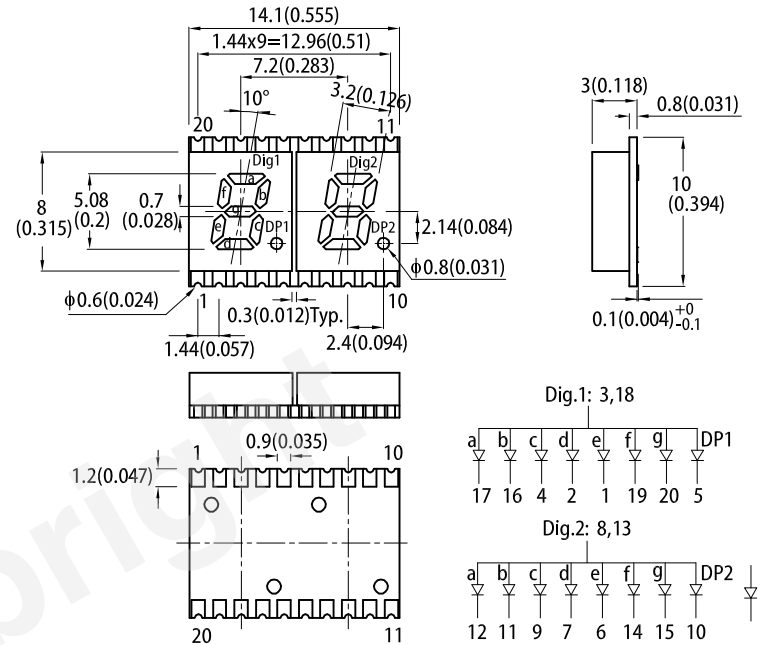 14.1(0.555)
1.44x9=12.96(0.51)
7.2(0.283)
10°
3.2(0.126)
20
11
Dig1
Dig2
a
f
b
g
e
c
d
DP1
DP2
8
(0.315)
5.08
(0.2)
0.7
(0.028)
2.14(0.084)
ϕ0.8(0.031)
ϕ0.6(0.024)
1
10
0.3(0.012)Typ.
1.44(0.057)
2.4(0.094)
3(0.118)
0.8(0.031)
10
(0.394)
0.1(0.004)+0
-0.1
1
0.9(0.035)
10
1.2(0.047)
20
11
Dig.1: 3,18
a b c d e f g DP1
17 16 4 2 1 19 20 5
Dig.2: 8,13
a b c d e f g DP2
12 11 9 7 6 14 15 10
bright